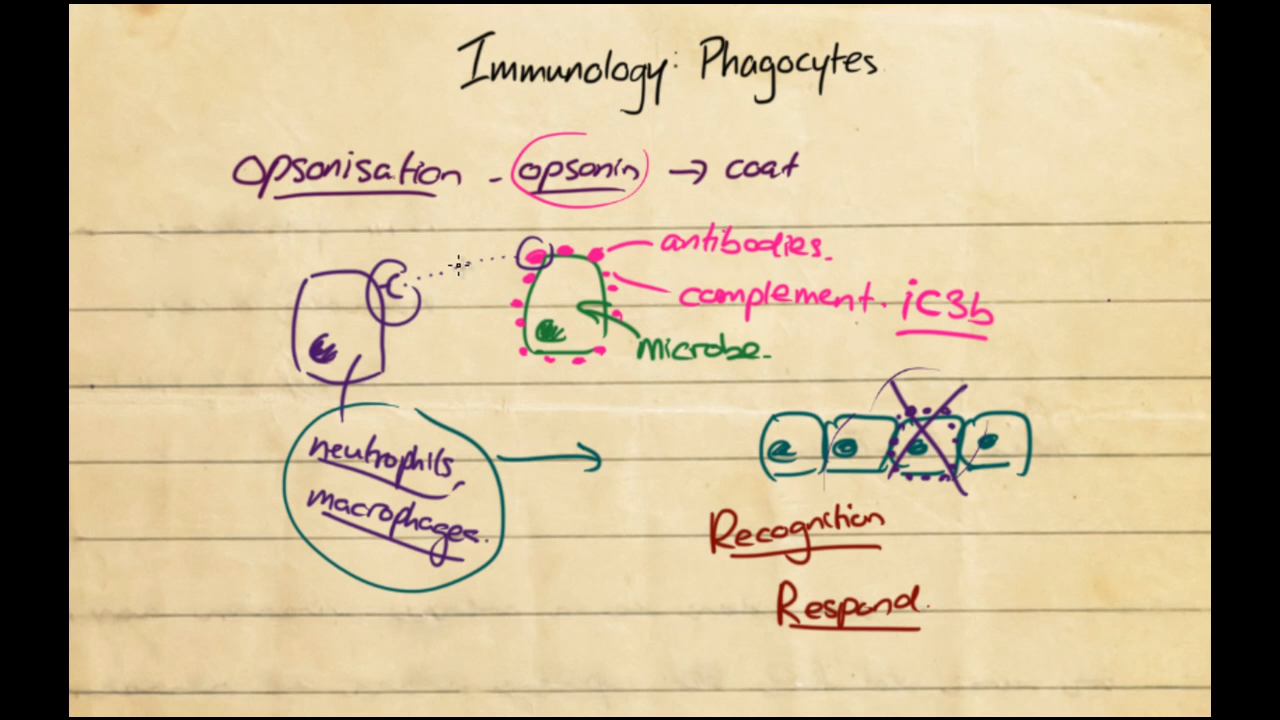 Immunology: Phagocytes
Opsonisation - opsonin → coat
antibodies.
complement. iC3b
microbe.
neutrophils,
macrophages.
Recognition
Respond.